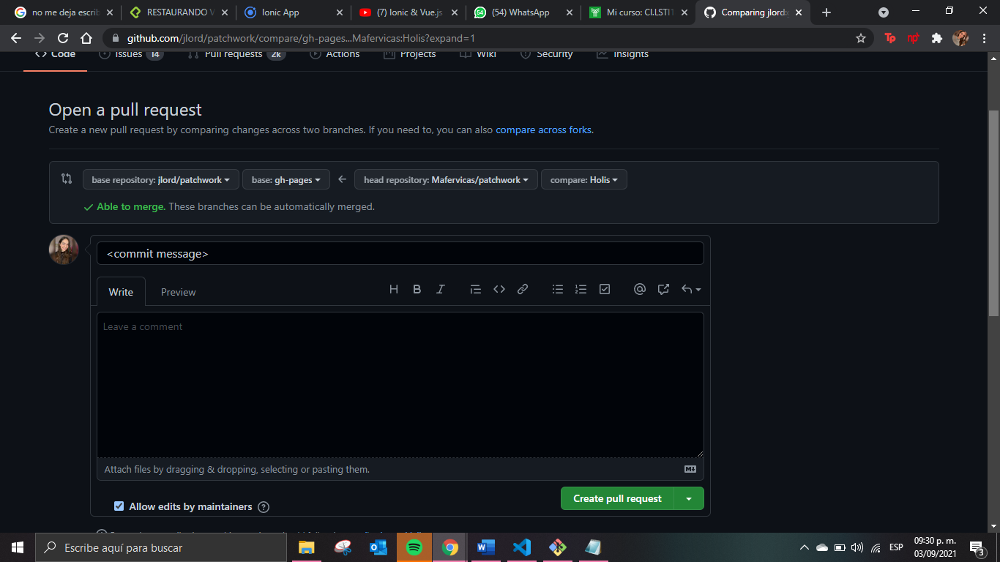 no me deja escrib
RESTAURANDO V
Ionic App
(7) Ionic & Vue.js
(54) WhatsApp
Mi curso: CI.LSTI1
Comparing jlord:
github.com/jlord/patchwork/compare/gh-pages...Mafervicas:Holis?expand=1
Code Issues 14 Pull requests 2k Actions Projects Wiki Security Insights
Open a pull request
Create a new pull request by comparing changes across two branches. If you need to, you can also compare across forks.
base repository: jlord/patchwork base: gh-pages head repository: Mafervicas/patchwork compare: Holis
Able to merge. These branches can be automatically merged.
<commit message>
Write Preview
Leave a comment
Attach files by dragging & dropping, selecting or pasting them.
Allow edits by maintainers
Create pull request
Escribe aquí para buscar
ESP
09:30 p. m.
03/09/2021
3